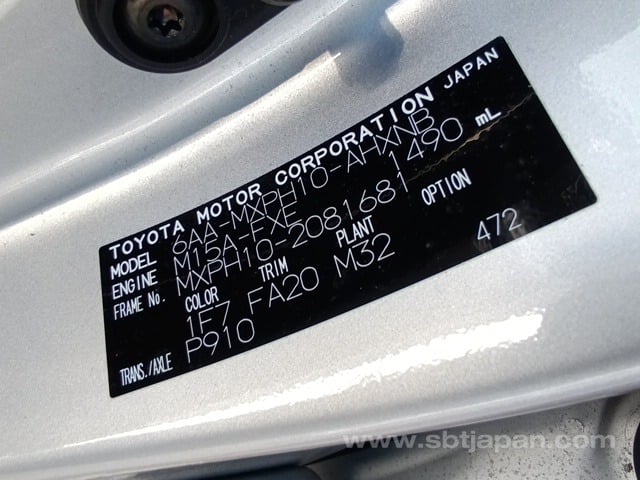 TOYOTA MOTOR CORPORATION JAPAN
MODEL 6AA-MXPH10-AHXNB
ENGINE M15A-FXE 1490 mL
FRAME No. MXPH10-2081681
COLOR TRIM PLANT OPTION
1F7 FA20 M32 472
TRANS./AXLE P910
www.sbtjapan.com